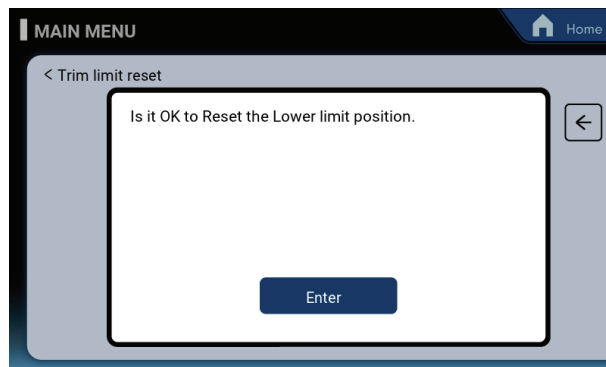 MAIN MENU
Home
< Trim limit reset
Is it OK to Reset the Lower limit position.
Enter